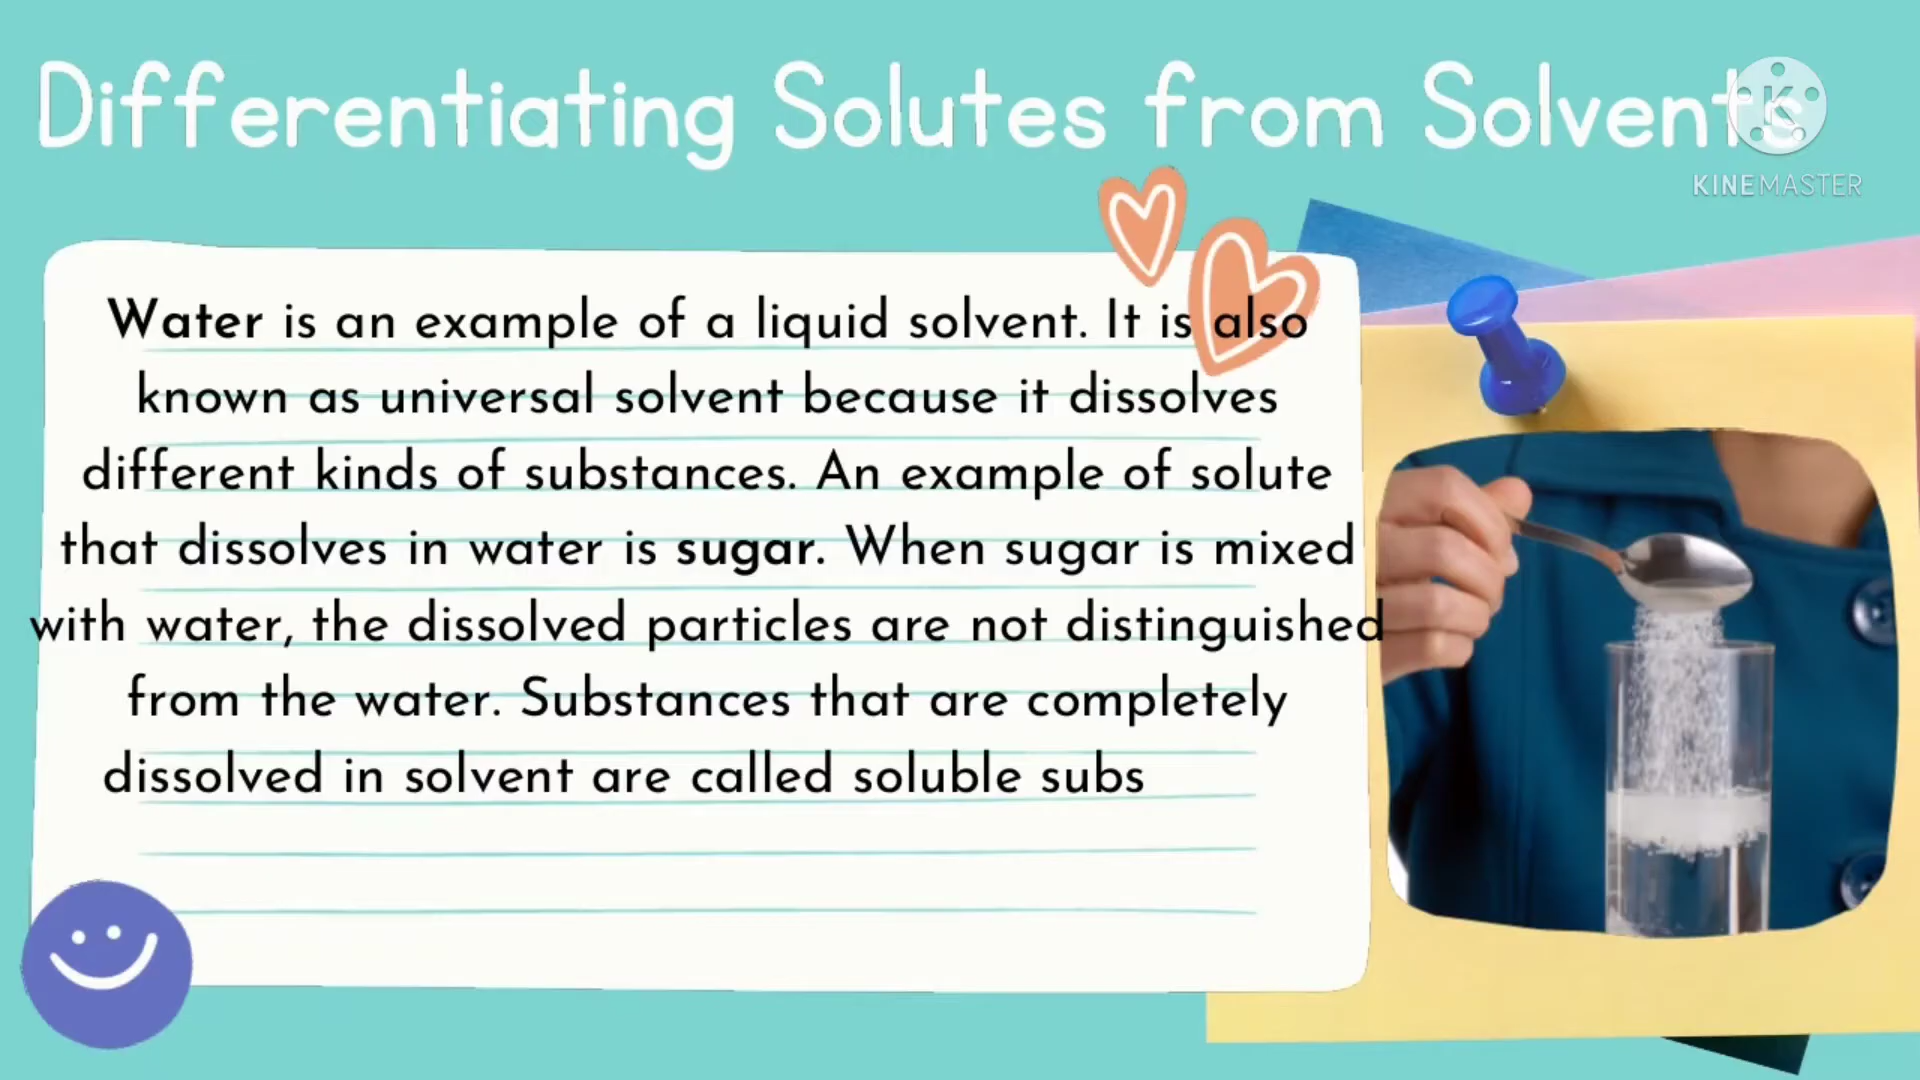 Differentiating Solutes from Solvents
K
KINEMASTER
Water is an example of a liquid solvent. It is also
known as universal solvent because it dissolves
different kinds of substances. An example of solute
that dissolves in water is sugar. When sugar is mixed
with water, the dissolved particles are not distinguished
from the water. Substances that are completely
dissolved in solvent are called soluble subs